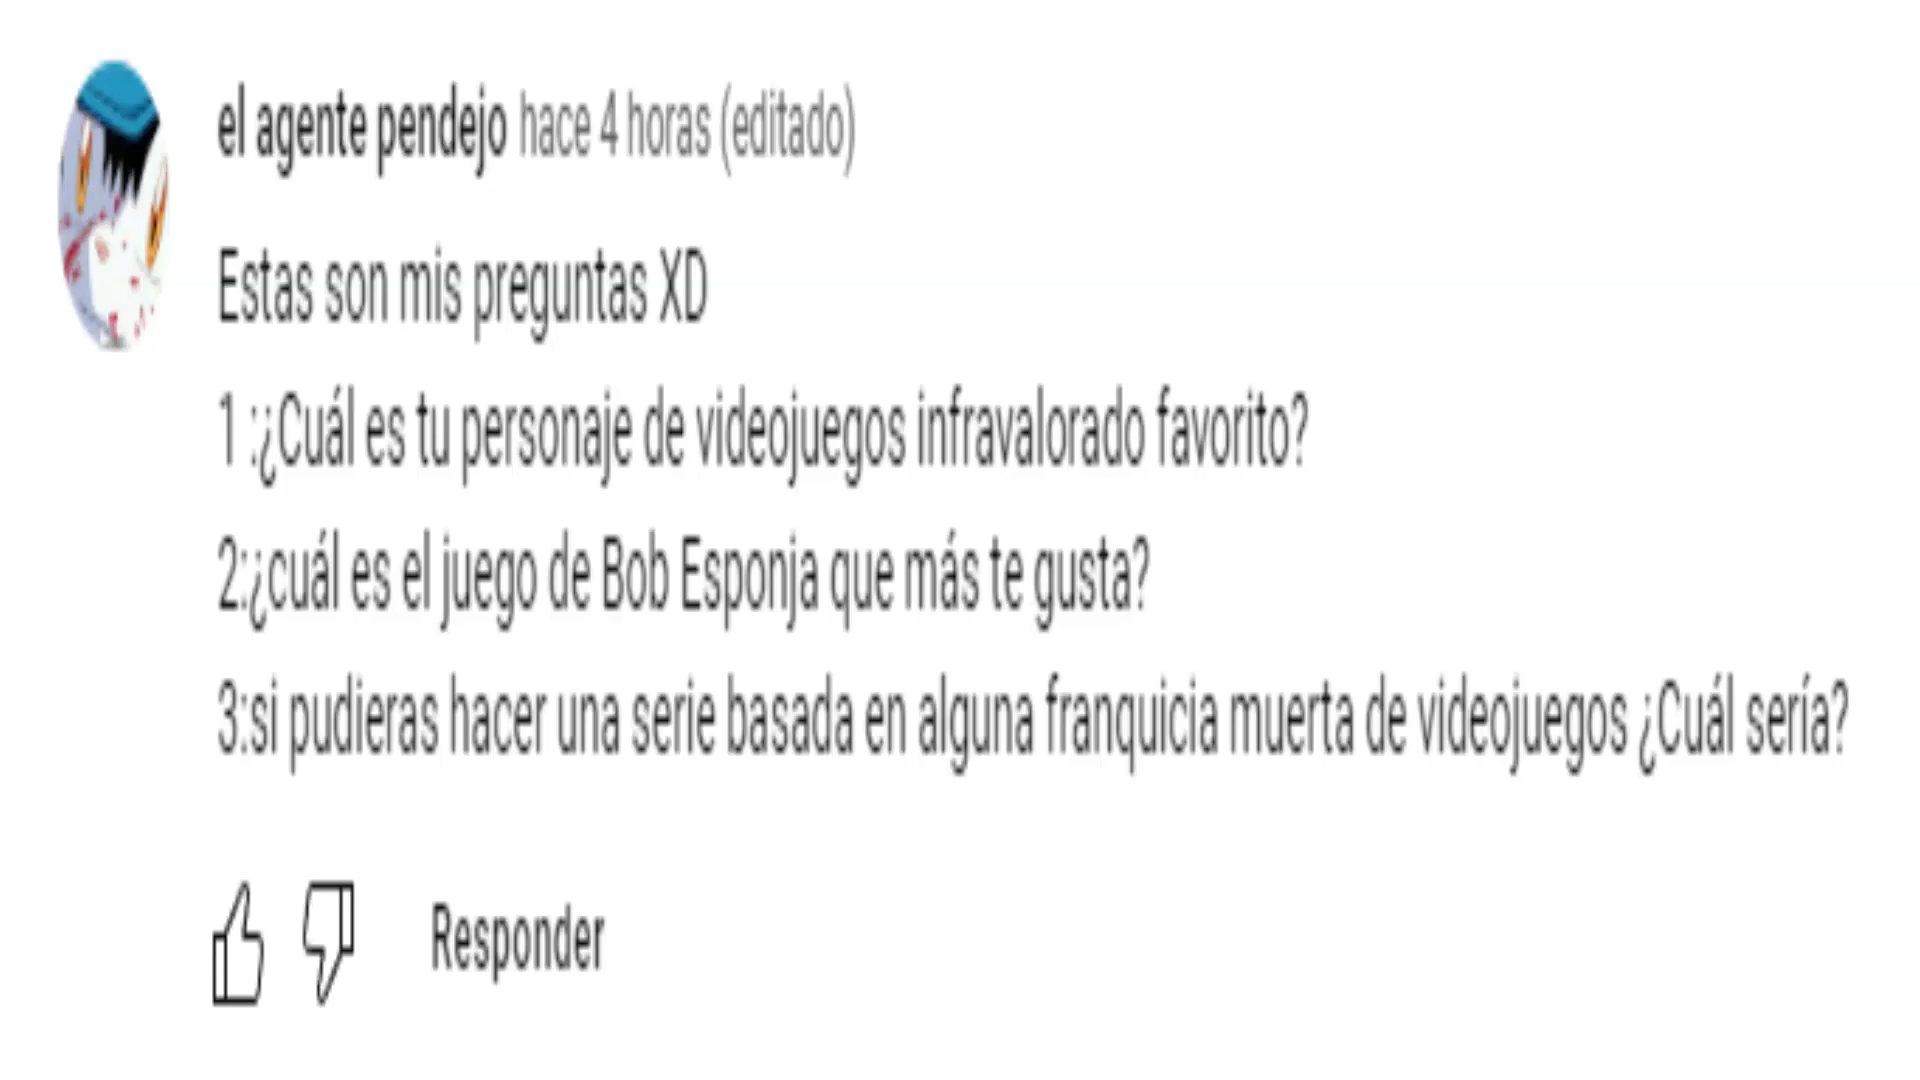 el agente pendejo hace 4 horas (editado)
Estas son mis preguntas XD
1 :¿Cuál es tu personaje de videojuegos infravalorado favorito?
2:¿cuál es el juego de Bob Esponja que más te gusta?
3:si pudieras hacer una serie basada en alguna franquicia muerta de videojuegos ¿Cuál sería?
Responder